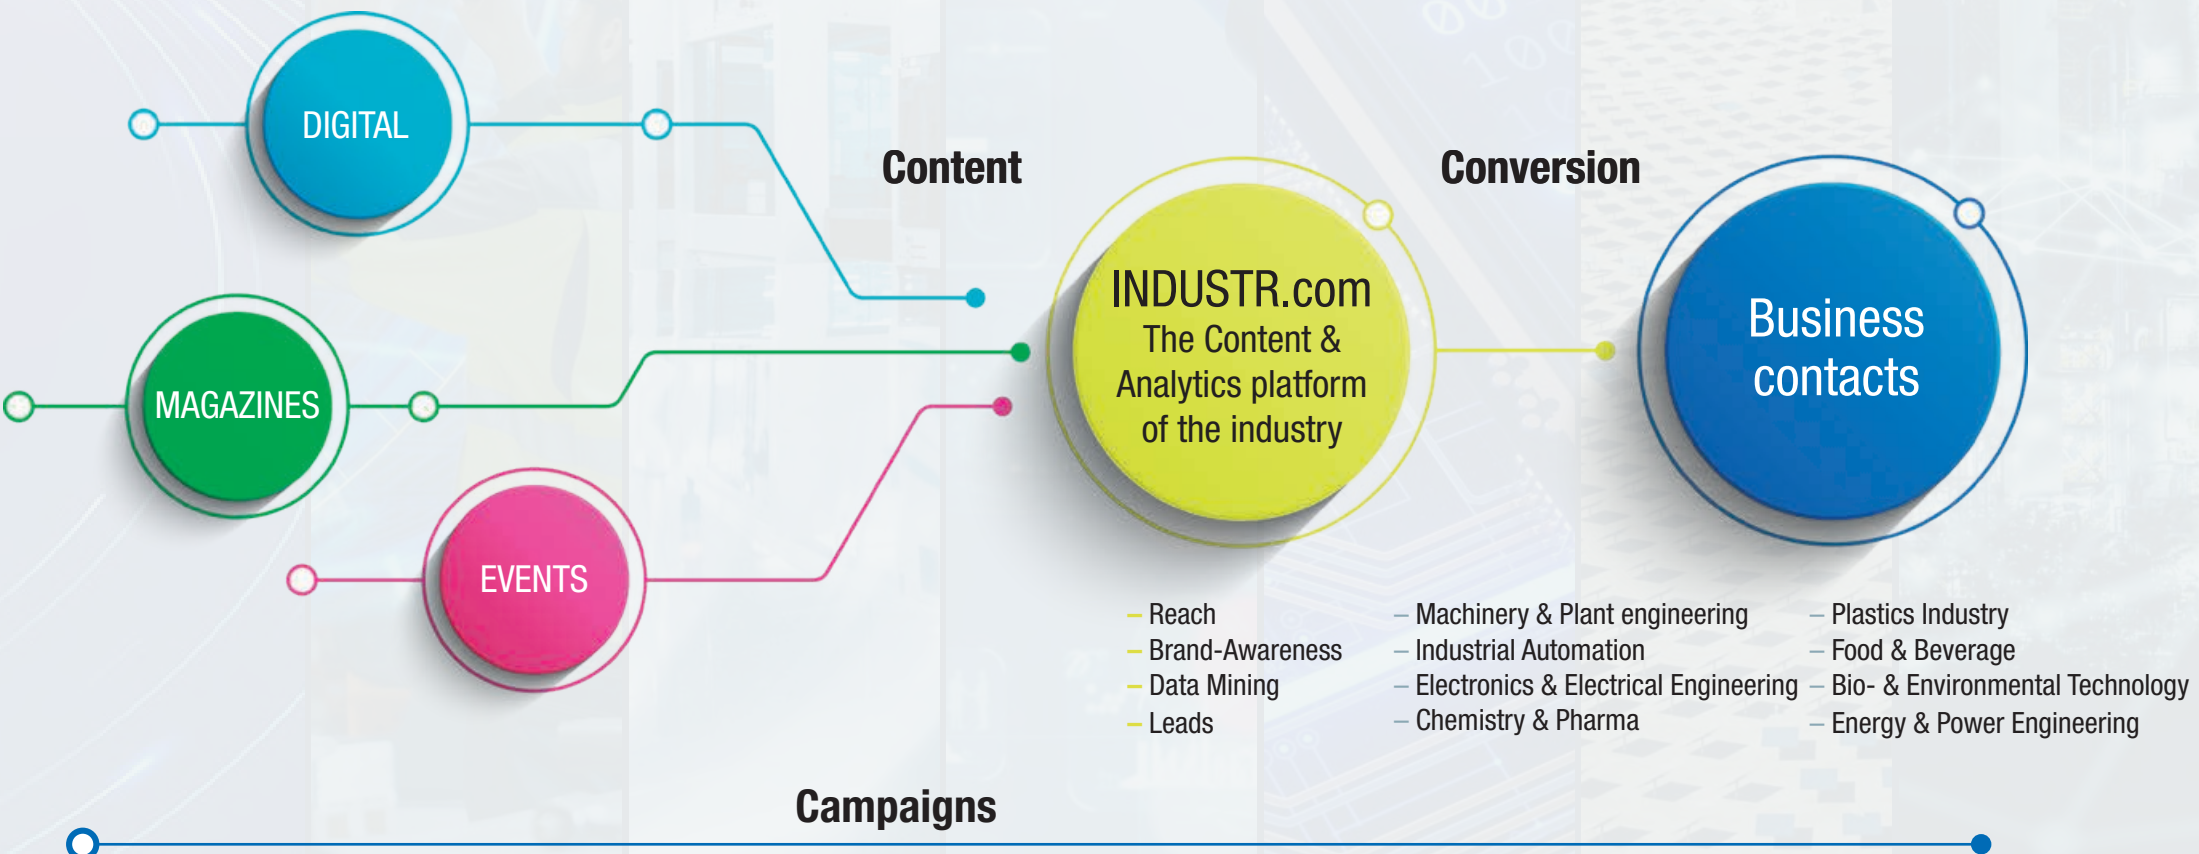 DIGITAL
Content
Conversion
INDUSTR.com
The Content &
Analytics platform
of the industry
Business
contacts
MAGAZINES
EVENTS
– Reach
– Brand-Awareness
– Data Mining
– Leads
– Machinery & Plant engineering
– Industrial Automation
– Electronics & Electrical Engineering
– Chemistry & Pharma
– Plastics Industry
– Food & Beverage
– Bio- & Environmental Technology
– Energy & Power Engineering
Campaigns